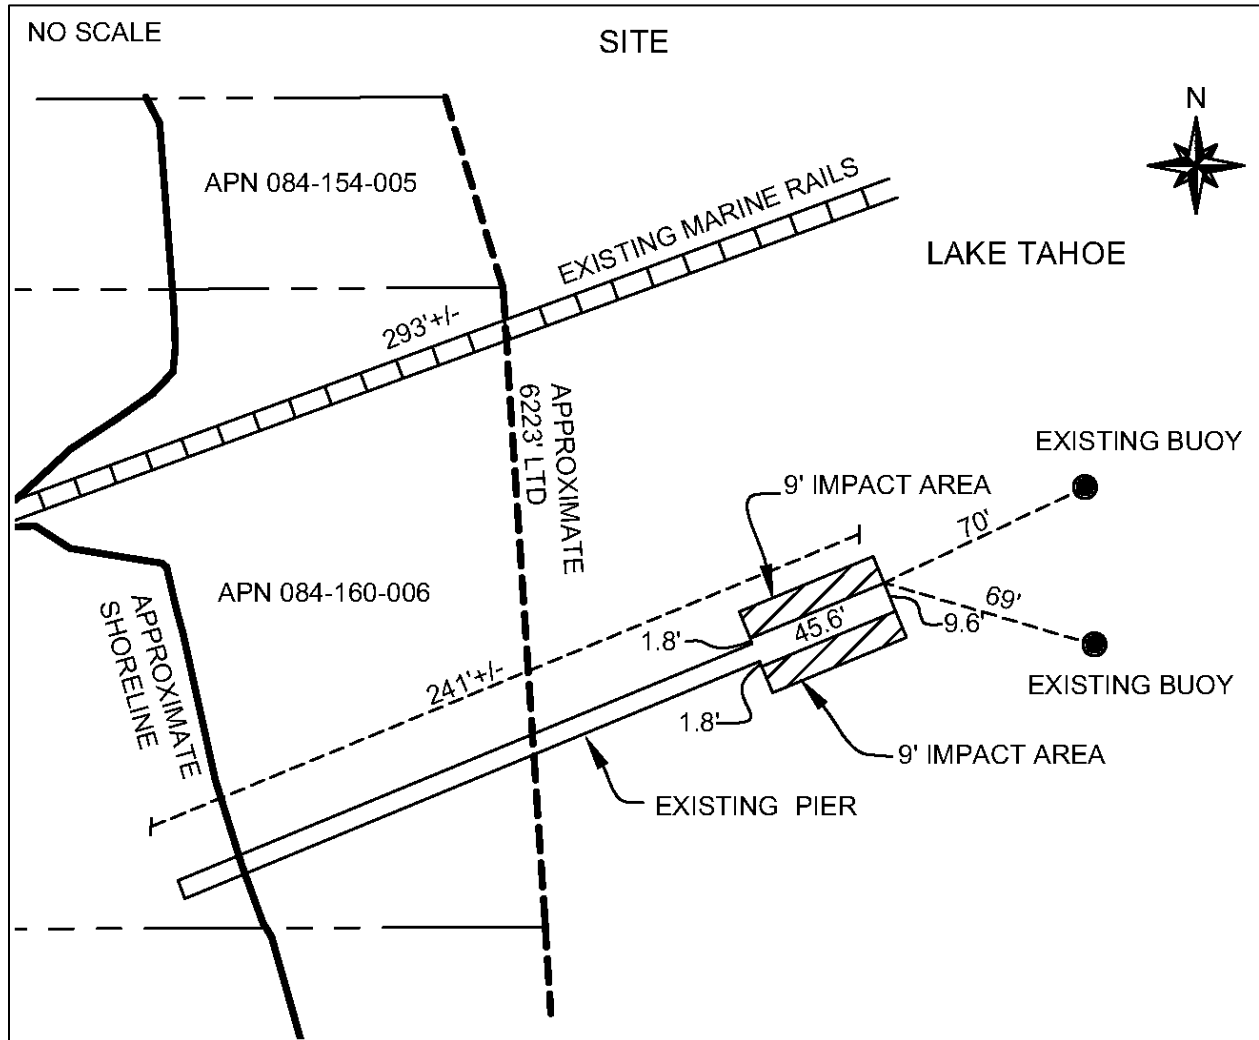 NO SCALE
SITE
N
APN 084-154-005
EXISTING MARINE RAILS
LAKE TAHOE
293'+/-
APPROXIMATE
6223' LTD
EXISTING BUOY
9' IMPACT AREA
70'
APN 084-160-006
APPROXIMATE
SHORELINE
69'
45.6'
9.6'
1.8'
241'+/-
EXISTING BUOY
1.8'
9' IMPACT AREA
EXISTING PIER